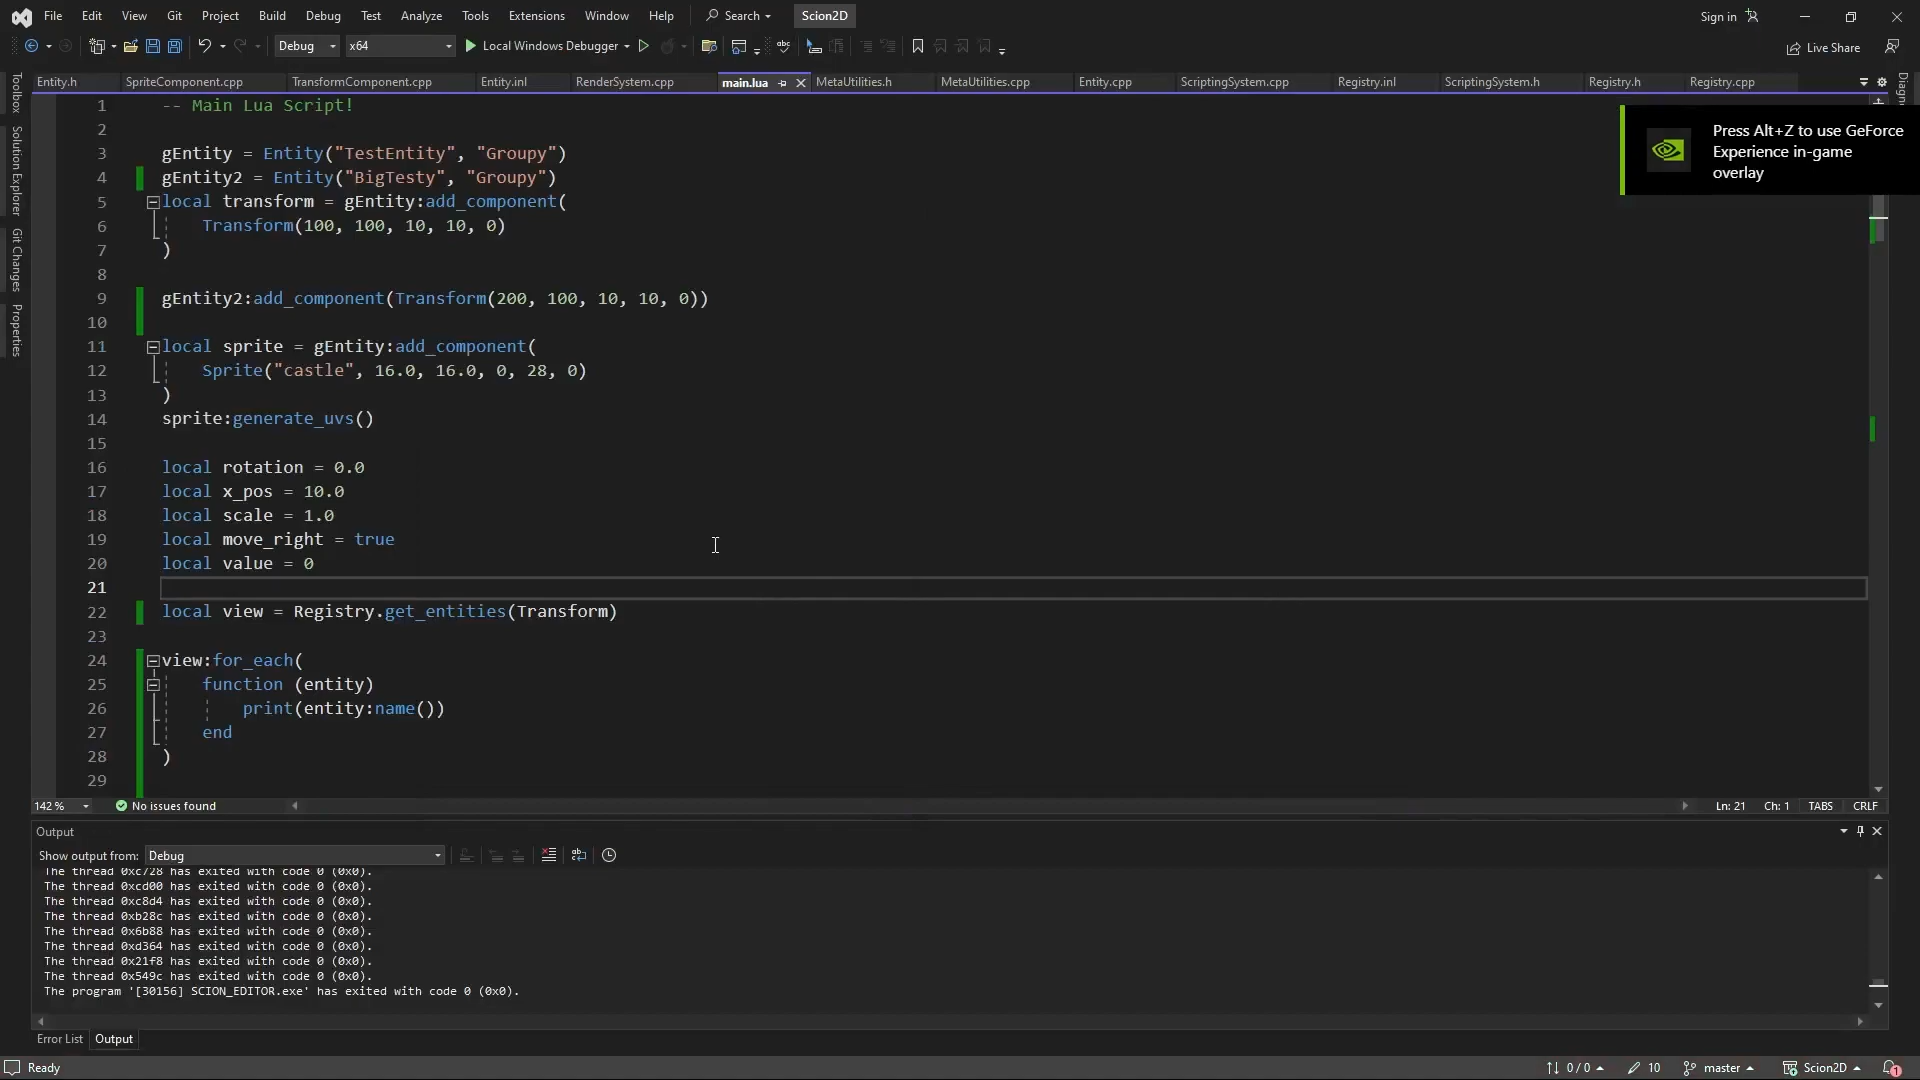 File Edit View Git Project Build Debug Test Analyze Tools Extensions Window Help Search Scion2D Sign in
Debug x64 Local Windows Debugger Live Share
Entity.h SpriteComponent.cpp TransformComponent.cpp Entity.inl RenderSystem.cpp main.lua MetaUtilities.h MetaUtilities.cpp Entity.cpp ScriptingSystem.cpp Registry.inl ScriptingSystem.h Registry.h Registry.cpp
Toolbox
Solution Explorer
Git Changes
Properties
1 -- Main Lua Script!
2
3 gEntity = Entity("TestEntity", "Groupy")
4 gEntity2 = Entity("BigTesty", "Groupy")
5 local transform = gEntity:add_component(
6 Transform(100, 100, 10, 10, 0)
7 )
8
9 gEntity2:add_component(Transform(200, 100, 10, 10, 0))
10
11 local sprite = gEntity:add_component(
12 Sprite("castle", 16.0, 16.0, 0, 28, 0)
13 )
14 sprite:generate_uvs()
15
16 local rotation = 0.0
17 local x_pos = 10.0
18 local scale = 1.0
19 local move_right = true
20 local value = 0
21
22 local view = Registry.get_entities(Transform)
23
24 view:for_each(
25 function (entity)
26 print(entity:name())
27 end
28 )
29
Press Alt+Z to use GeForce
Experience in-game
overlay
142 % No issues found Ln: 21 Ch: 1 TABS CRLF
Output
Show output from: Debug
The thread 0xc728 has exited with code 0 (0x0).
The thread 0xcd00 has exited with code 0 (0x0).
The thread 0xc8d4 has exited with code 0 (0x0).
The thread 0xb28c has exited with code 0 (0x0).
The thread 0x6b88 has exited with code 0 (0x0).
The thread 0xd364 has exited with code 0 (0x0).
The thread 0x21f8 has exited with code 0 (0x0).
The thread 0x549c has exited with code 0 (0x0).
The program '[30156] SCION_EDITOR.exe' has exited with code 0 (0x0).
Error List Output
Ready 0 / 0 10 master Scion2D 1